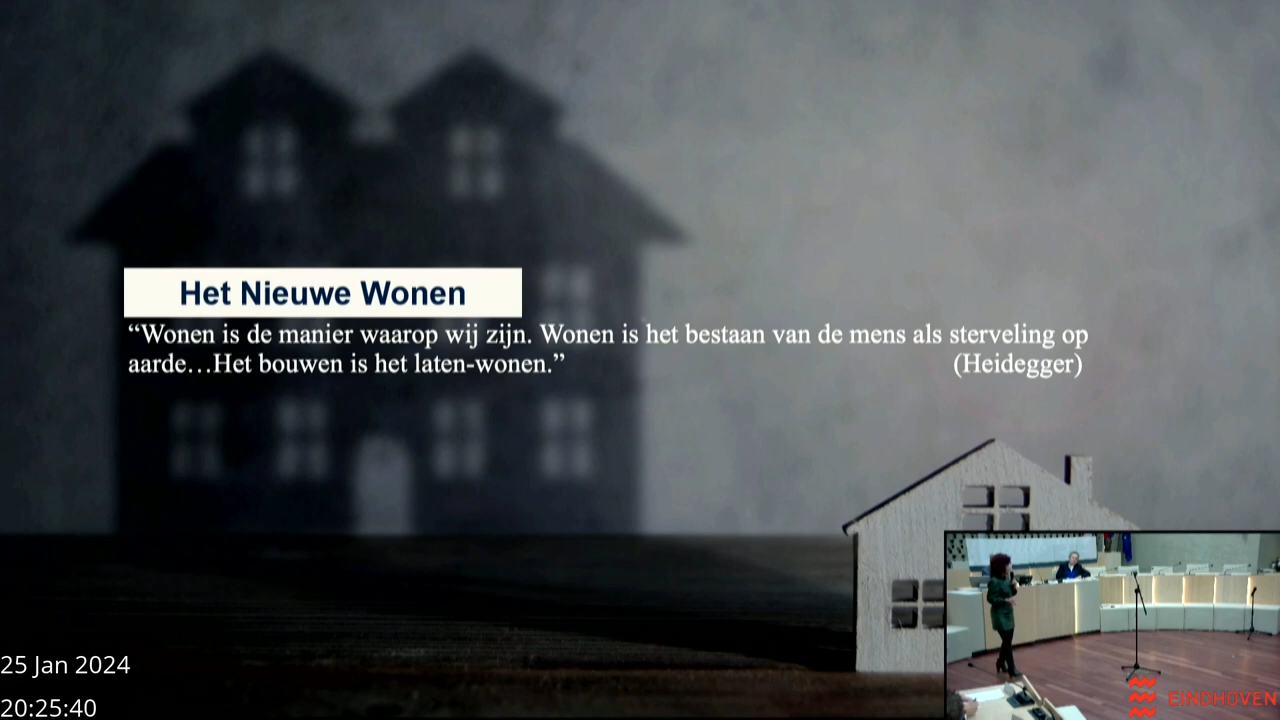 Het Nieuwe Wonen
“Wonen is de manier waarop wij zijn. Wonen is het bestaan van de mens als sterveling op
aarde…Het bouwen is het laten-wonen.” (Heidegger)
25 Jan 2024
20:25:40
EINDHOVEN